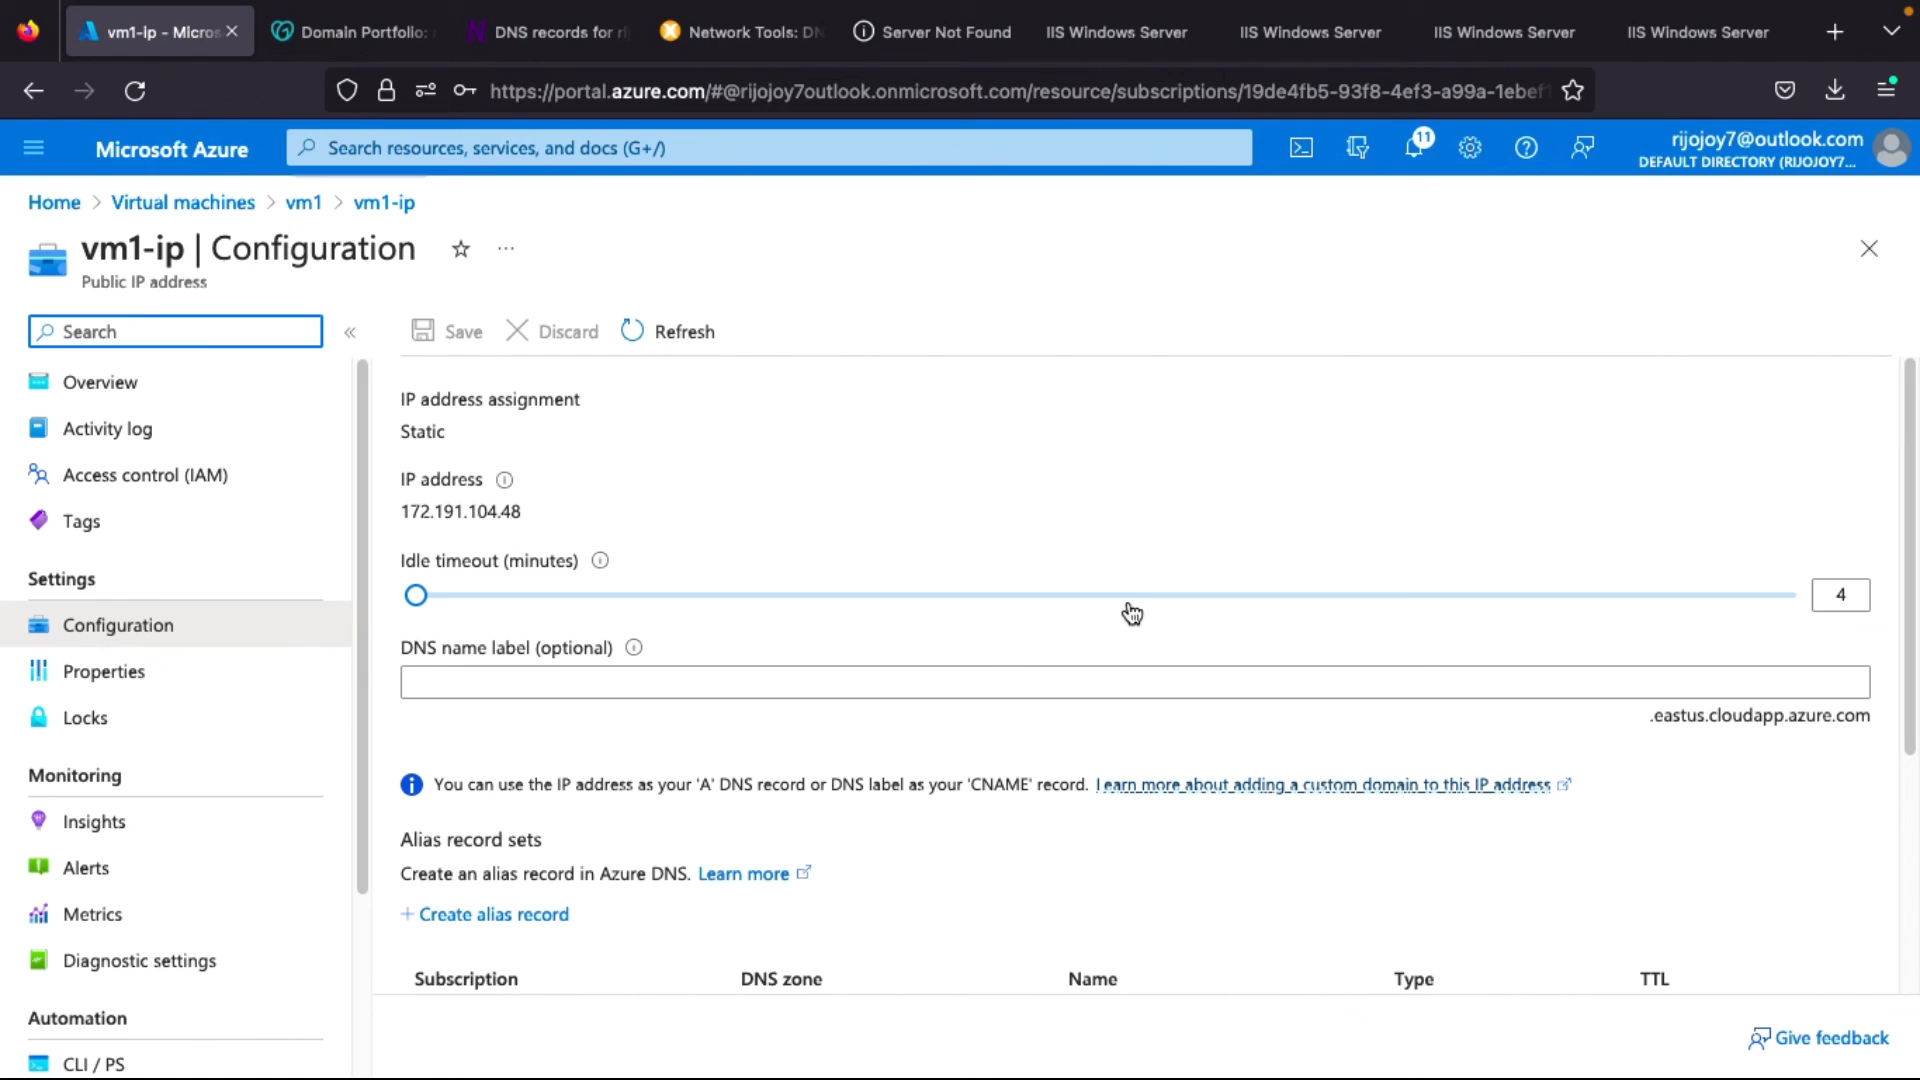 vm1-ip - Micros
Domain Portfolio:
DNS records for ri
Network Tools: DN
Server Not Found
IIS Windows Server
IIS Windows Server
IIS Windows Server
IIS Windows Server
https://portal.azure.com/#@rijojoy7outlook.onmicrosoft.com/resource/subscriptions/19de4fb5-93f8-4ef3-a99a-1ebef
Microsoft Azure
Search resources, services, and docs (G+/)
11
rijojoy7@outlook.com
DEFAULT DIRECTORY (RIJOJOY7...
Home > Virtual machines > vm1 > vm1-ip
vm1-ip | Configuration
Public IP address
Search
Save
Discard
Refresh
Overview
Activity log
Access control (IAM)
Tags
Settings
Configuration
Properties
Locks
Monitoring
Insights
Alerts
Metrics
Diagnostic settings
Automation
CLI / PS
IP address assignment
Static
IP address
172.191.104.48
Idle timeout (minutes)
4
DNS name label (optional)
.eastus.cloudapp.azure.com
You can use the IP address as your 'A' DNS record or DNS label as your 'CNAME' record. Learn more about adding a custom domain to this IP address
Alias record sets
Create an alias record in Azure DNS. Learn more
+ Create alias record
Subscription DNS zone Name Type TTL
Give feedback